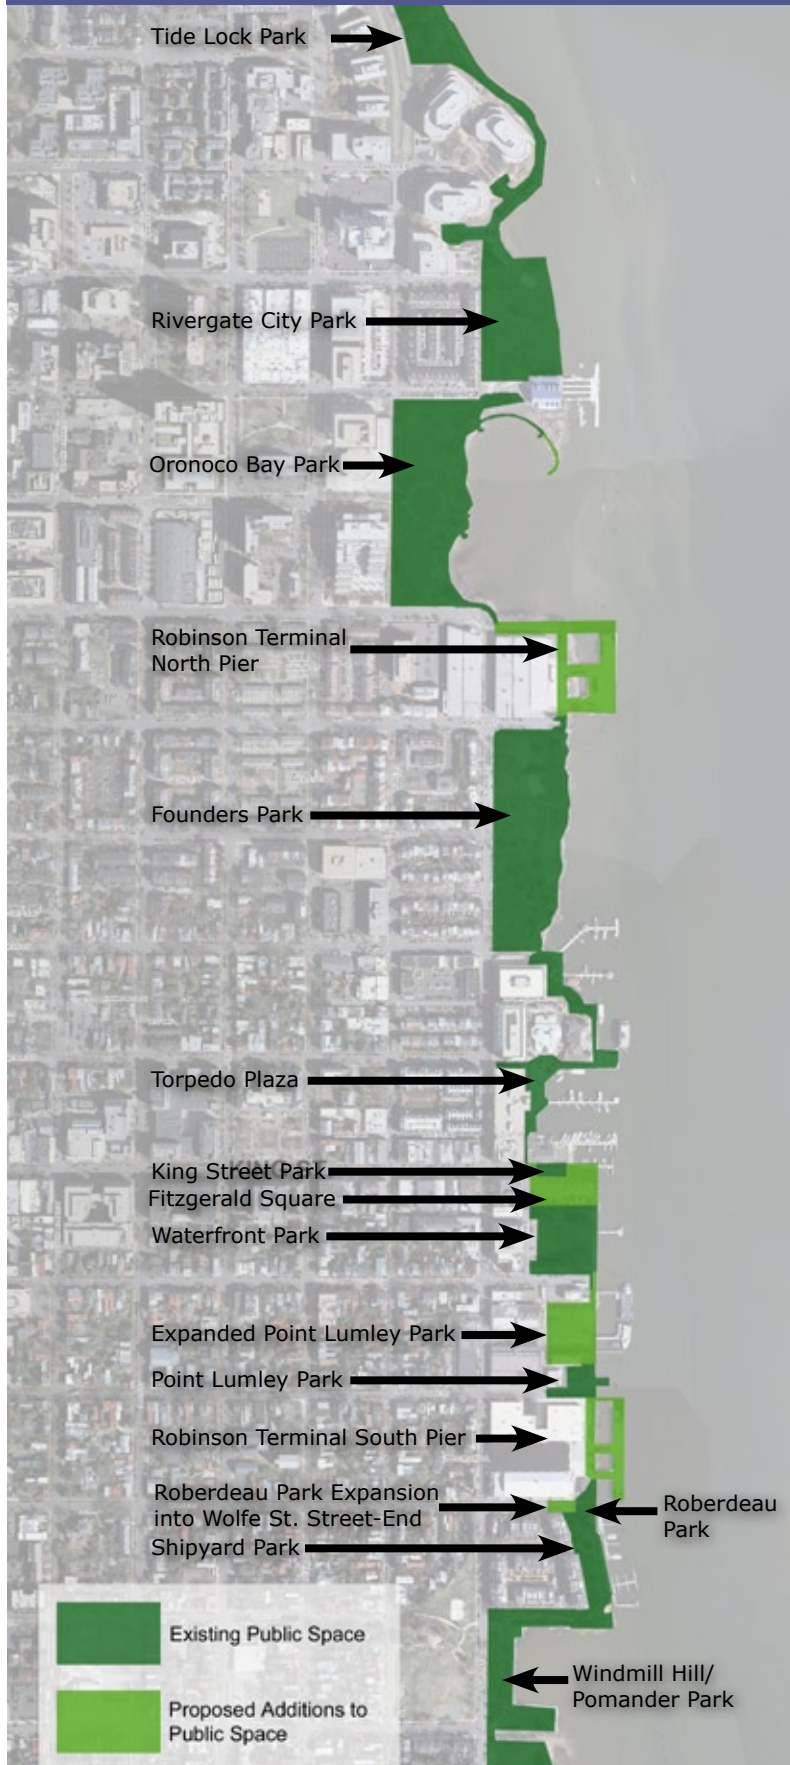 Tide Lock Park
Rivergate City Park
Oronoco Bay Park
Robinson Terminal
North Pier
Founders Park
Torpedo Plaza
KING ST
King Street Park
Fitzgerald Square
Waterfront Park
Expanded Point Lumley Park
Point Lumley Park
Robinson Terminal South Pier
Roberdeau Park Expansion
into Wolfe St. Street-End
Roberdeau
Park
Shipyard Park
Windmill Hill/
Pomander Park
Existing Public Space
Proposed Additions to
Public Space